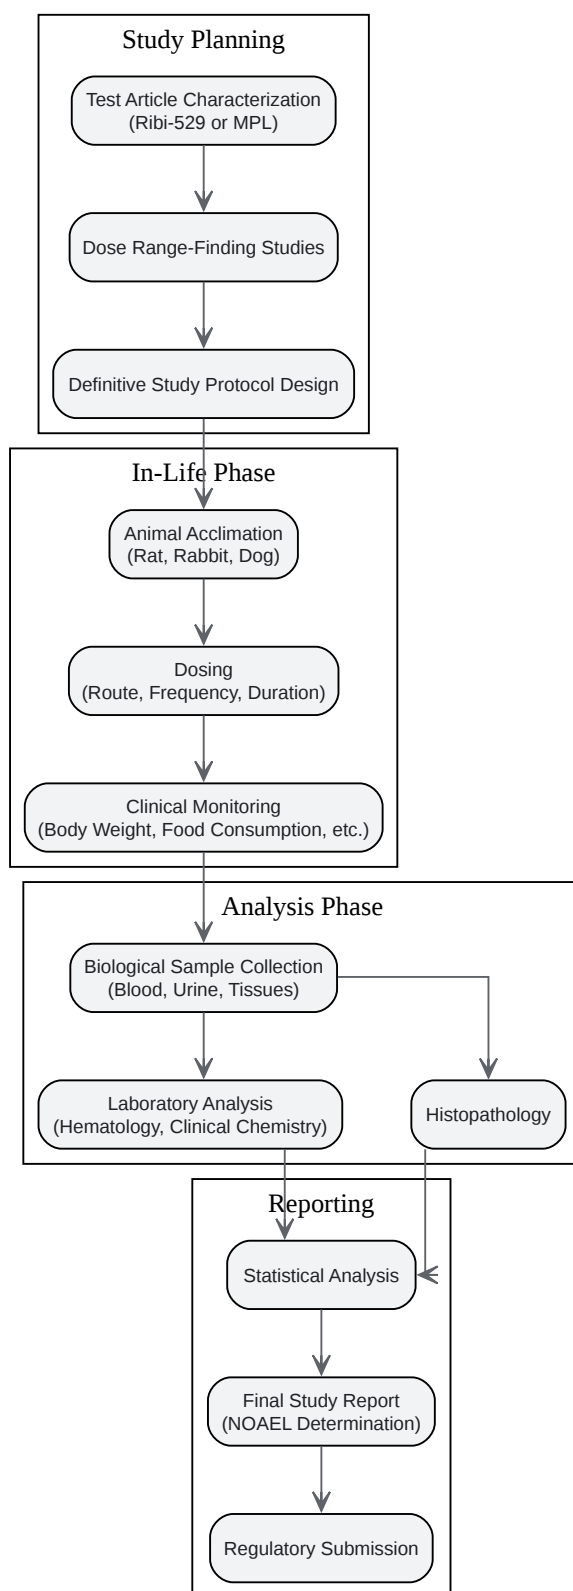 Study Planning
Test Article Characterization
(Ribi-529 or MPL)
Dose Range-Finding Studies
Definitive Study Protocol Design
In-Life Phase
Animal Acclimation
(Rat, Rabbit, Dog)
Dosing
(Route, Frequency, Duration)
Clinical Monitoring
(Body Weight, Food Consumption, etc.)
Analysis Phase
Biological Sample Collection
(Blood, Urine, Tissues)
Laboratory Analysis
(Hematology, Clinical Chemistry)
Histopathology
Reporting
Statistical Analysis
Final Study Report
(NOAEL Determination)
Regulatory Submission